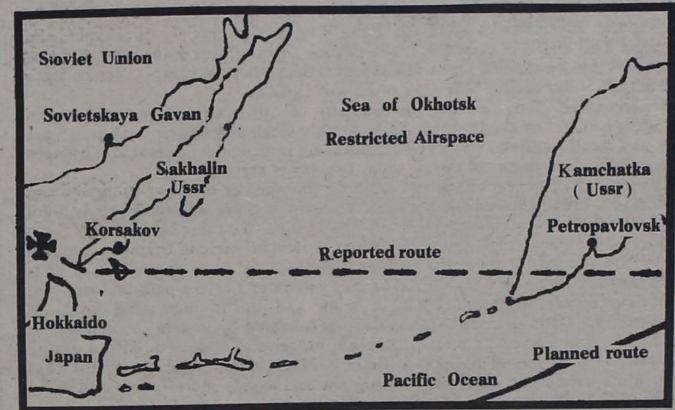 Sioviet Uinion
Sea of Okhotsk
Restricted Airspace
Sovietskaya Gavan
Siakhalin
Ussr
Kamchatka
( Ussr)
Korsakov
Petropavlovsk
Reported route
Hokkaido
Japan
Planned route
Pacific Ocean